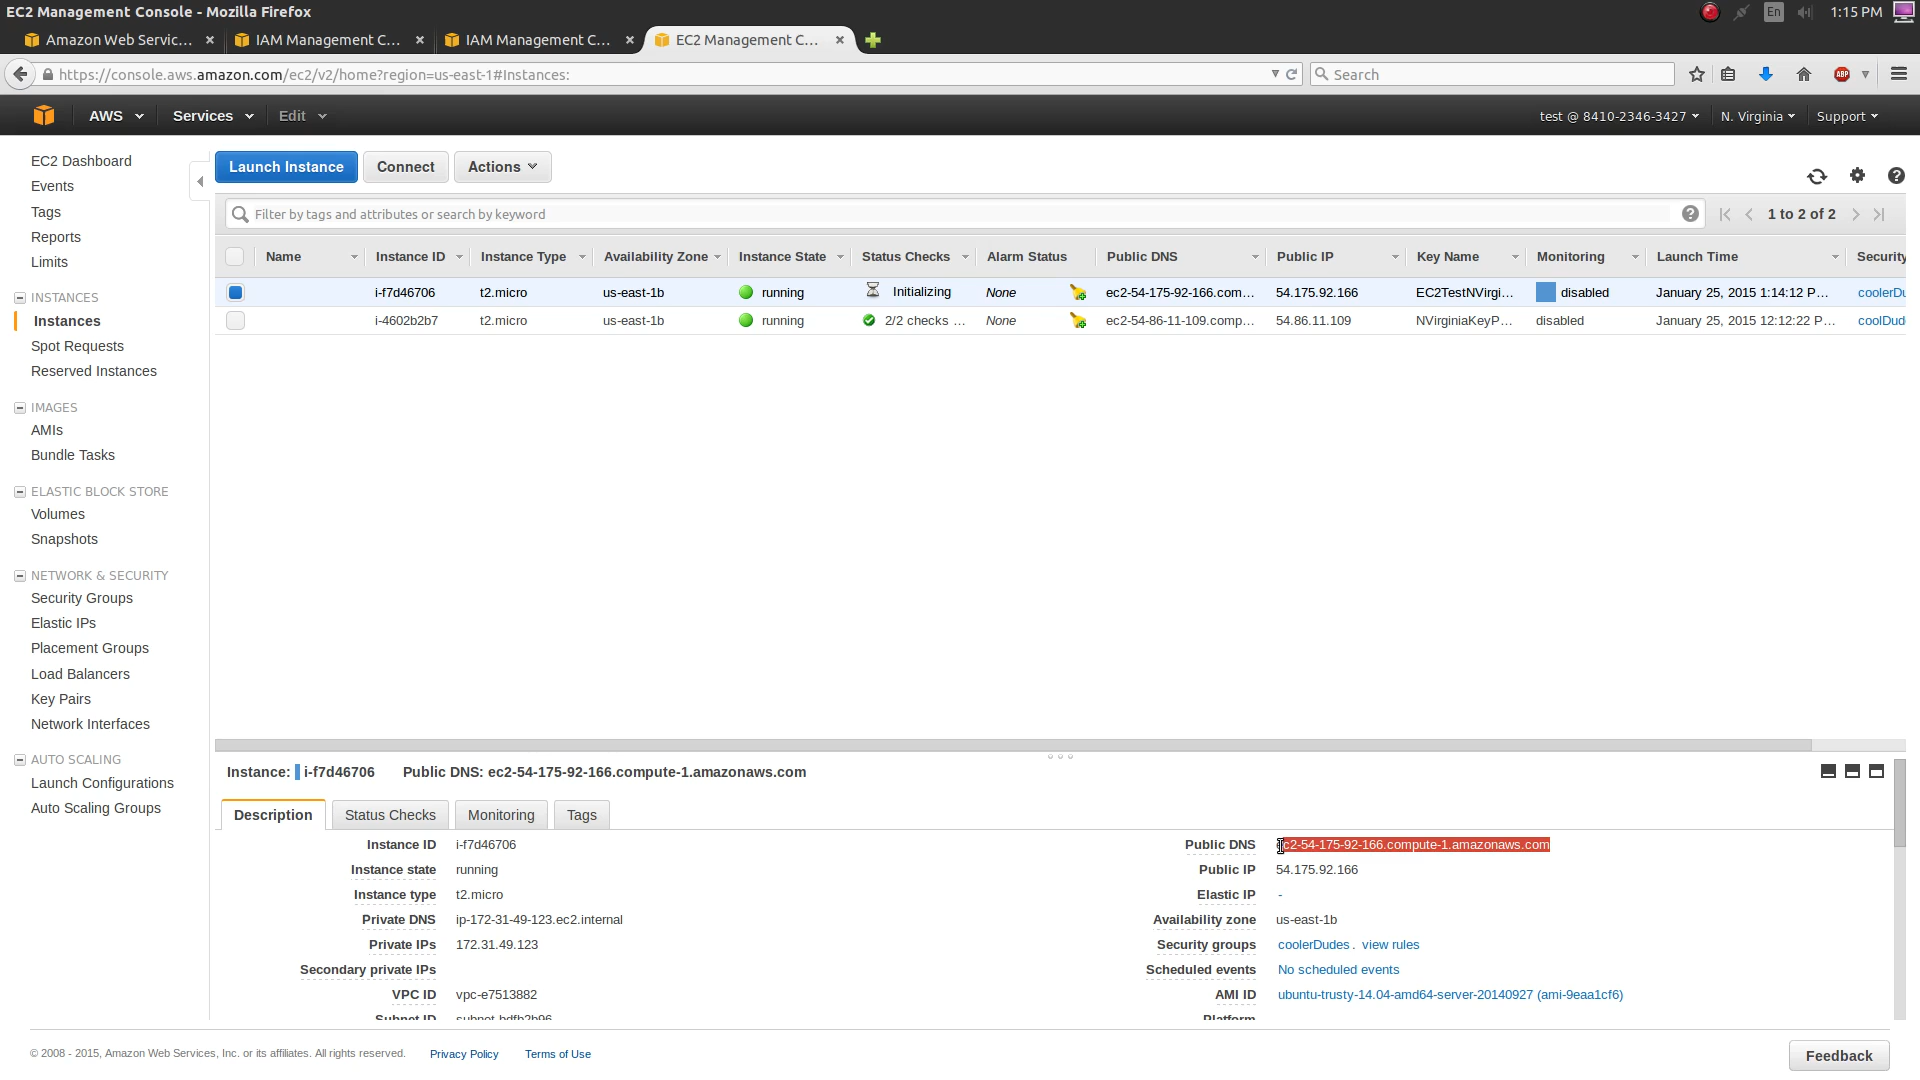 EC2 Management Console - Mozilla Firefox
En
1:15 PM
Amazon Web Servic...
IAM Management C...
IAM Management C...
EC2 Management C...
https://console.aws.amazon.com/ec2/v2/home?region=us-east-1#Instances:
Search
ABP
AWS
Services
Edit
test @ 8410-2346-3427
N. Virginia
Support
EC2 Dashboard
Events
Tags
Reports
Limits
INSTANCES
Instances
Spot Requests
Reserved Instances
IMAGES
AMIs
Bundle Tasks
ELASTIC BLOCK STORE
Volumes
Snapshots
NETWORK & SECURITY
Security Groups
Elastic IPs
Placement Groups
Load Balancers
Key Pairs
Network Interfaces
AUTO SCALING
Launch Configurations
Auto Scaling Groups
Launch Instance
Connect
Actions
Filter by tags and attributes or search by keyword
1 to 2 of 2
Name Instance ID Instance Type Availability Zone Instance State Status Checks Alarm Status Public DNS Public IP Key Name Monitoring Launch Time Security
i-f7d46706 t2.micro us-east-1b running Initializing None ec2-54-175-92-166.com... 54.175.92.166 EC2TestNVirgi... disabled January 25, 2015 1:14:12 P... coolerDu
i-4602b2b7 t2.micro us-east-1b running 2/2 checks ... None ec2-54-86-11-109.comp... 54.86.11.109 NVirginiaKeyP... disabled January 25, 2015 12:12:22 P... coolDud
Instance: i-f7d46706 Public DNS: ec2-54-175-92-166.compute-1.amazonaws.com
Description
Status Checks
Monitoring
Tags
Instance ID i-f7d46706
Instance state running
Instance type t2.micro
Private DNS ip-172-31-49-123.ec2.internal
Private IPs 172.31.49.123
Secondary private IPs
VPC ID vpc-e7513882
Subnet ID subnet-bdfb2b96
Public DNS ec2-54-175-92-166.compute-1.amazonaws.com
Public IP 54.175.92.166
Elastic IP -
Availability zone us-east-1b
Security groups coolerDudes . view rules
Scheduled events No scheduled events
AMI ID ubuntu-trusty-14.04-amd64-server-20140927 (ami-9eaa1cf6)
Platform
© 2008 - 2015, Amazon Web Services, Inc. or its affiliates. All rights reserved.
Privacy Policy
Terms of Use
Feedback